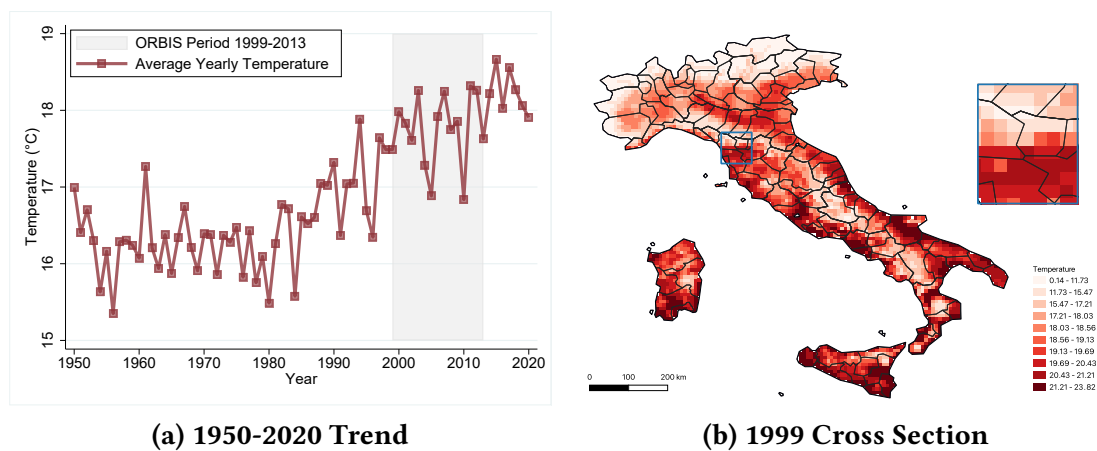 19
18
17
16
15
Temperature (°C)
ORBIS Period 1999-2013
Average Yearly Temperature
1950 1960 1970 1980 1990 2000 2010 2020
Year
(a) 1950-2020 Trend
Temperature
0.14 - 11.73
11.73 - 15.47
15.47 - 17.21
17.21 - 18.03
18.03 - 18.56
18.56 - 19.13
19.13 - 19.69
19.69 - 20.43
20.43 - 21.21
21.21 - 23.82
0 100 200 km
(b) 1999 Cross Section